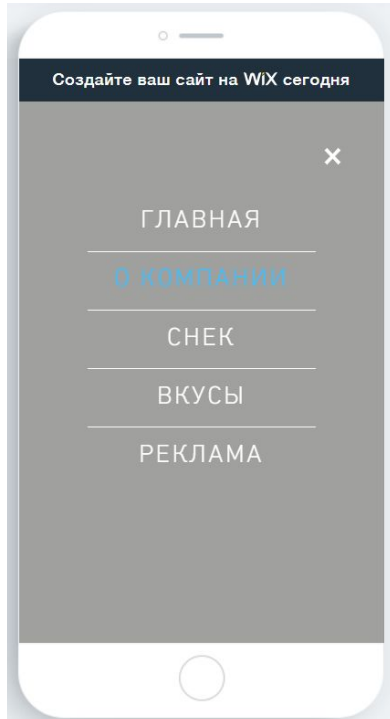 Создайте ваш сайт на WiX сегодня
ГЛАВНАЯ
О КОМПАНИИ
СНЕК
ВКУСЫ
РЕКЛАМА